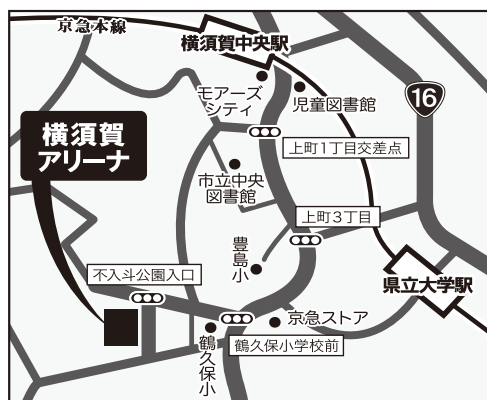 京急本線
横須賀中央駅
モアーズ
シティ
児童図書館
16
横須賀
アリーナ
上町1丁目交差点
市立中央
図書館
上町3丁目
豊島小
不入斗公園入口
県立大学駅
京急ストア
鶴久保小
鶴久保小学校前